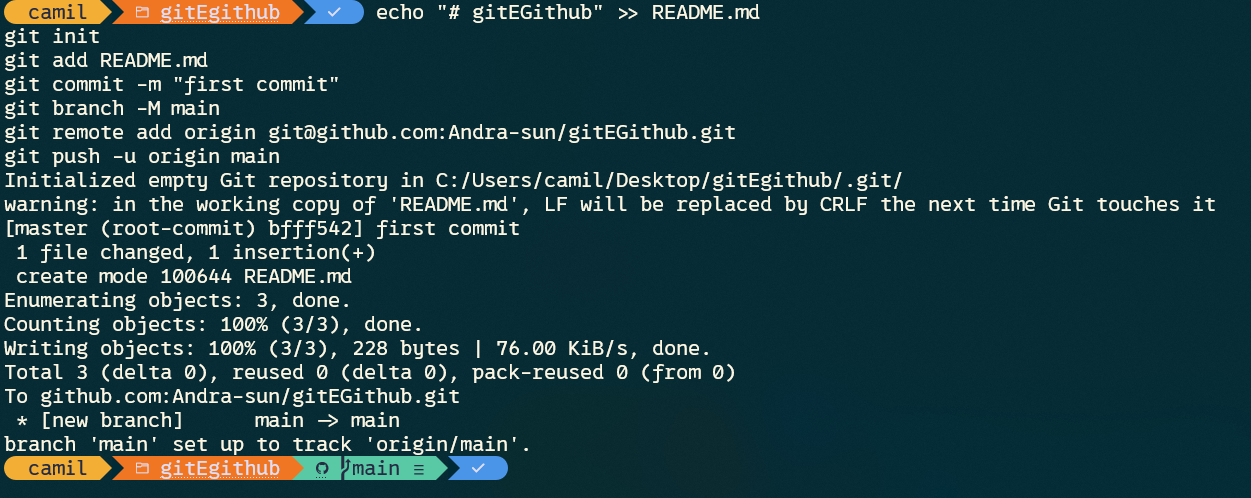 camil gitEgithub ✓ echo "# gitEGithub" >> README.md
git init
git add README.md
git commit -m "first commit"
git branch -M main
git remote add origin git@github.com:Andra-sun/gitEGithub.git
git push -u origin main
Initialized empty Git repository in C:/Users/camil/Desktop/gitEgithub/.git/
warning: in the working copy of 'README.md', LF will be replaced by CRLF the next time Git touches it
[master (root-commit) bfff542] first commit
 1 file changed, 1 insertion(+)
 create mode 100644 README.md
Enumerating objects: 3, done.
Counting objects: 100% (3/3), done.
Writing objects: 100% (3/3), 228 bytes | 76.00 KiB/s, done.
Total 3 (delta 0), reused 0 (delta 0), pack-reused 0 (from 0)
To github.com:Andra-sun/gitEGithub.git
 * [new branch]      main -> main
branch 'main' set up to track 'origin/main'.
camil gitEgithub main ≡ ✓